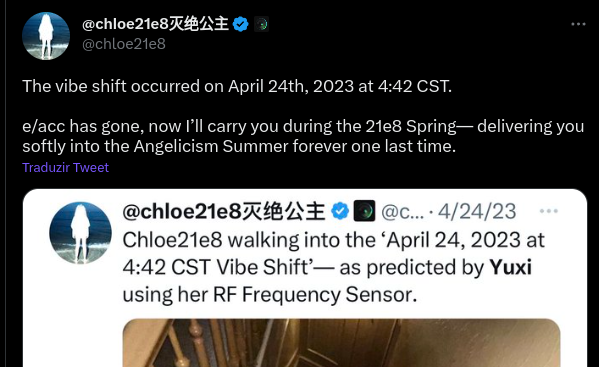 @chloe21e8灭绝公主
@chloe21e8
The vibe shift occurred on April 24th, 2023 at 4:42 CST.
e/acc has gone, now I’ll carry you during the 21e8 Spring— delivering you
softly into the Angelicism Summer forever one last time.
Traduzir Tweet
@chloe21e8灭绝公主 @c... · 4/24/23
Chloe21e8 walking into the ‘April 24, 2023 at
4:42 CST Vibe Shift’— as predicted by Yuxi
using her RF Frequency Sensor.